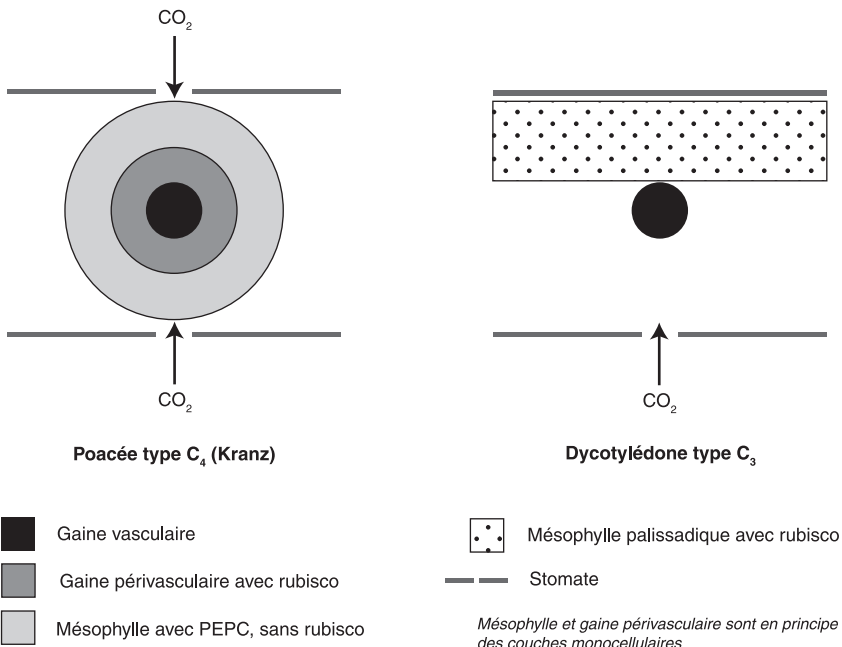 CO2
CO2
CO2
Poacée type C4 (Kranz)
Dycotylédone type C3
Gaine vasculaire
Gaine périvasculaire avec rubisco
Mésophylle avec PEPC, sans rubisco
Mésophylle palissadique avec rubisco
Stomate
Mésophylle et gaine périvasculaire sont en principe
des couches monocellulaires